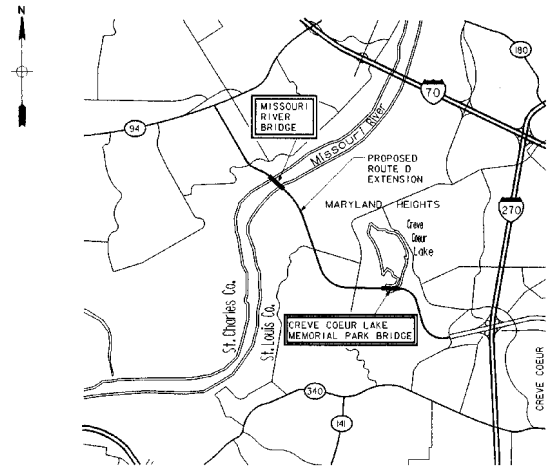 N
180
70
MISSOURI
RIVER
BRIDGE
94
Missouri River
PROPOSED
ROUTE D
EXTENSION
MARYLAND HEIGHTS
270
Creve
Coeur
Lake
St. Charles Co.
St. Louis Co.
CREVE COEUR LAKE
MEMORIAL PARK BRIDGE
CREVE COEUR
340
141